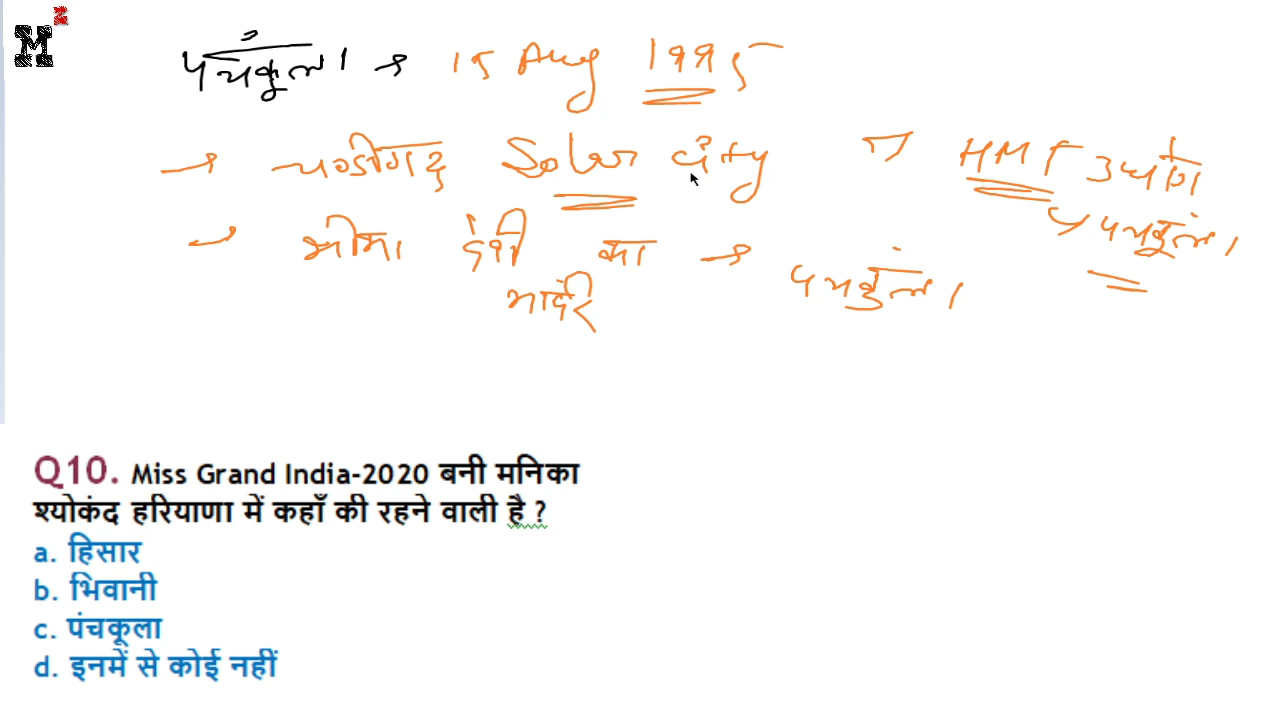 M²
पंचकुला → 15 Aug 1995
→ चण्डीगढ़ Solar city → HMT उद्योग
→ पंचकुला
→ भीमा देवी का → पंचकुला
मंदिर
Q10. Miss Grand India-2020 बनी मनिका
श्योकंद हरियाणा में कहाँ की रहने वाली है ?
a. हिसार
b. भिवानी
c. पंचकूला
d. इनमें से कोई नहीं